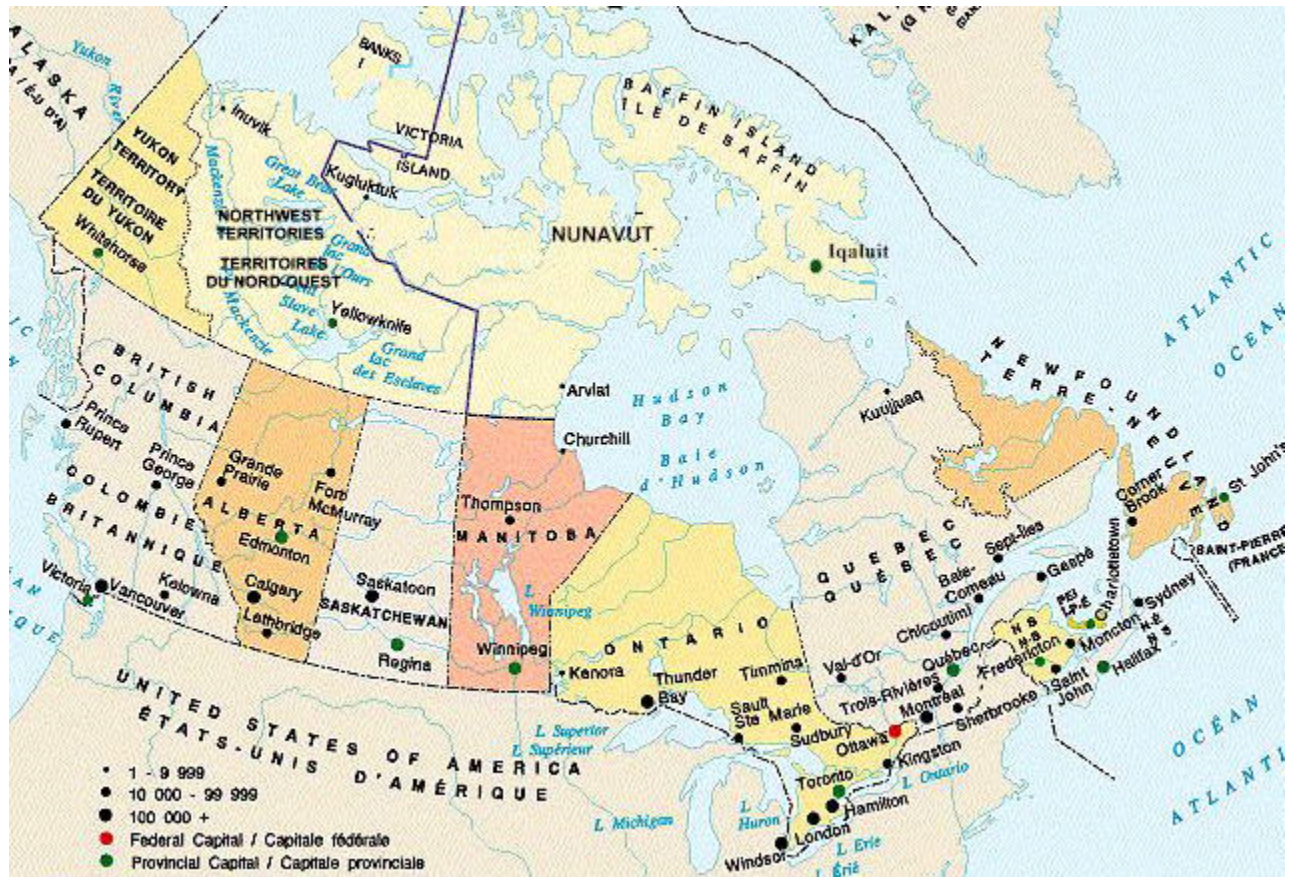 ALASKA
(É-U D'A)
Yukon
River
BANKS
I
Inuvik
YUKON
TERRITORY
TERRITOIRE
DU YUKON
Whitehorse
Mackenzie
VICTORIA
ISLAND
Kugluktuk
Great Bear
Lake
NORTHWEST
TERRITORIES
TERRITOIRES
DU NORD-OUEST
Grand
lac
l'Ours
Slave
Lake
Yellowknife
Mackenzie
Grand
lac
des Esclaves
BAFFIN ISLAND
ÎLE DE BAFFIN
NUNAVUT
Iqaluit
Arviat
Hudson
Bay
Baie
d'Hudson
ATLANTIC
OCEAN
NEWFOUNDLAND
TERRE-NEUVE
Kuujjuaq
Churchill
BRITISH
COLUMBIA
Prince
Rupert
Prince
George
COLOMBIE-
BRITANNIQUE
Grande
Prairie
Fort
McMurray
ALBERTA
Edmonton
Calgary
Lethbridge
Victoria
Vancouver
Kelowna
Saskatoon
SASKATCHEWAN
Regina
Thompson
MANITOBA
L
Winnipeg
Winnipeg
Kenora
ONTARIO
Thunder
Bay
Timmins
Sault
Ste Marie
Sudbury
Ottawa
Kingston
Toronto
Hamilton
London
Windsor
QUEBEC
QUÉBEC
Sept-Îles
Baie-
Comeau
Gaspé
Chicoutimi
Val-d'Or
Québec
Trois-Rivières
Montréal
Sherbrooke
NB
N-B
PEI
Î-P-É
Charlottetown
Fredericton
Moncton
Saint
John
Halifax
Sydney
NS
N-É
Corner
Brook
St John's
SAINT-PIERRE
(FRANCE)
L Superior
L Supérieur
L Michigan
L
Huron
L Ontario
L Erie
L Érié
OCÉAN
UNITED STATES OF AMERICA
ÉTATS-UNIS D'AMÉRIQUE
1 - 9 999
10 000 - 99 999
100 000 +
Federal Capital / Capitale fédérale
Provincial Capital / Capitale provinciale